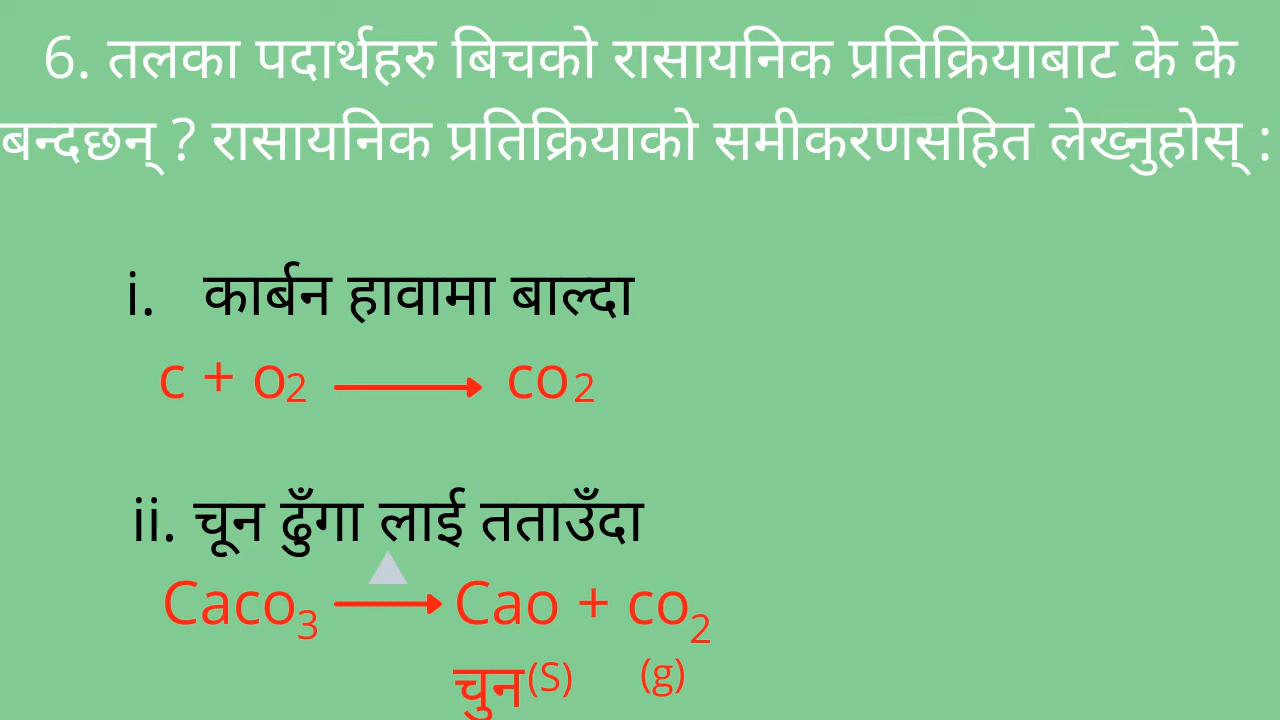 6. तलका पदार्थहरु बिचको रासायनिक प्रतिक्रियाबाट के के
बन्दछन् ? रासायनिक प्रतिक्रियाको समीकरणसहित लेख्नुहोस् :
i. कार्बन हावामा बाल्दा
c + o₂ ⟶ co₂
ii. चून ढुँगा लाई तताउँदा
Caco₃ ⟶ Cao + co₂
चुन(S) (g)